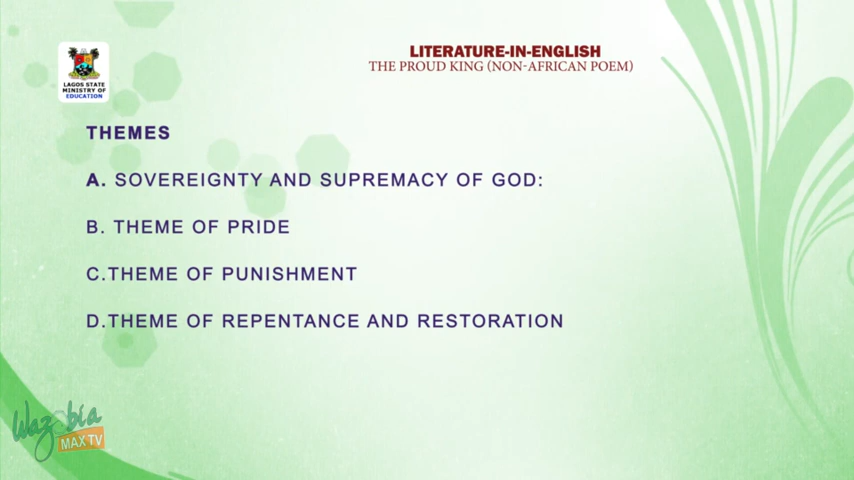 LAGOS STATE
MINISTRY OF
EDUCATION
LITERATURE-IN-ENGLISH
THE PROUD KING (NON-AFRICAN POEM)
THEMES
A. SOVEREIGNTY AND SUPREMACY OF GOD:
B. THEME OF PRIDE
C.THEME OF PUNISHMENT
D.THEME OF REPENTANCE AND RESTORATION
Wazobia
MAX TV